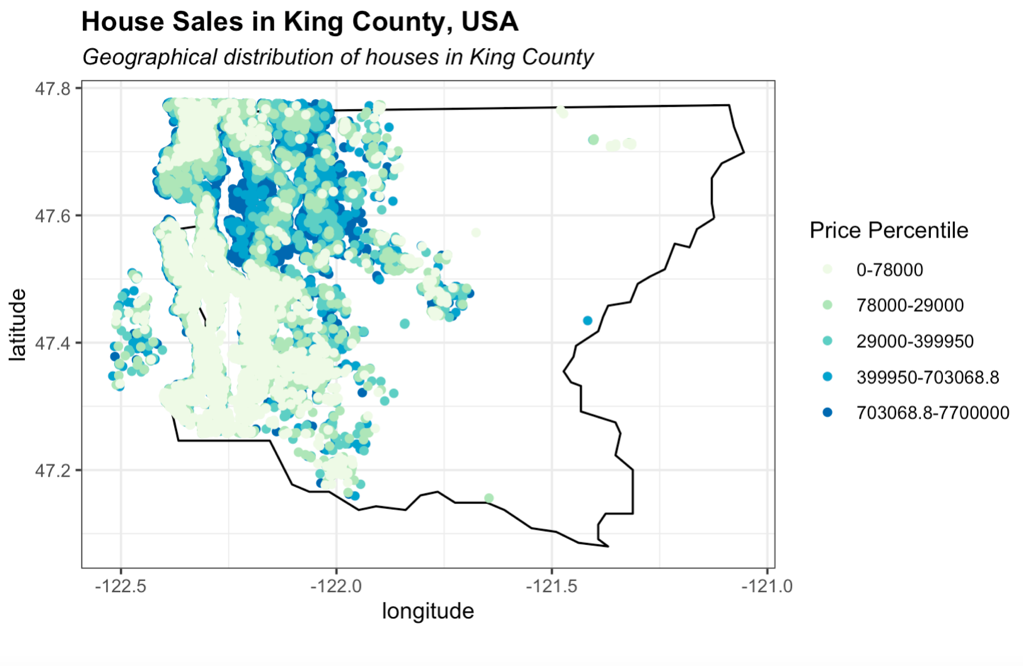 House Sales in King County, USA
Geographical distribution of houses in King County
47.8
47.6
47.4
47.2
latitude
-122.5
-122.0
-121.5
-121.0
longitude
Price Percentile
0-78000
78000-29000
29000-399950
399950-703068.8
703068.8-7700000